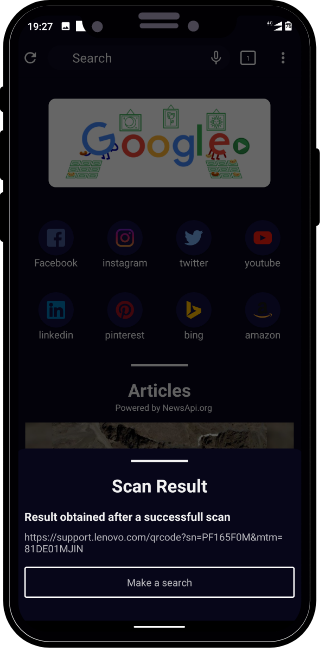 19:27
Search
1
Google
Facebook
instagram
twitter
youtube
linkedin
pinterest
bing
amazon
Articles
Powered by NewsApi.org
Scan Result
Result obtained after a successful scan
https://support.lenovo.com/qrcode?sn=PF165F0M&mtm=
81DE01MJIN
Make a search